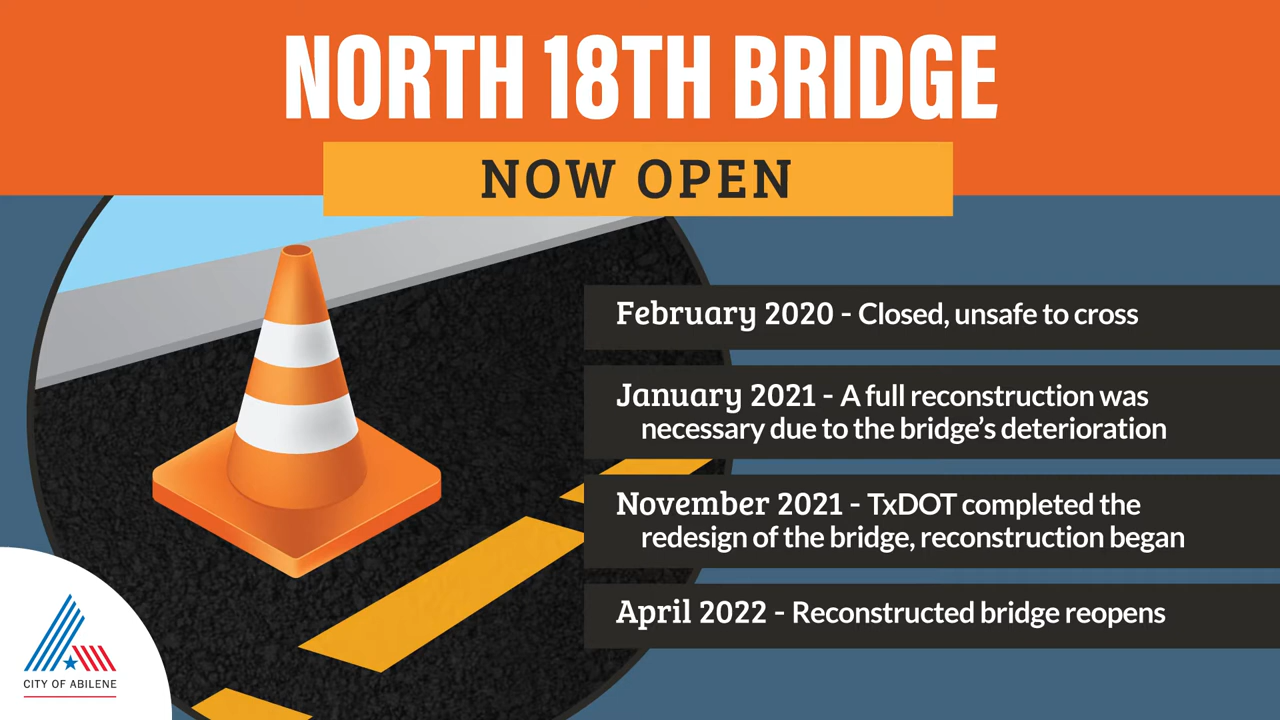 NORTH 18TH BRIDGE
NOW OPEN
February 2020 - Closed, unsafe to cross
January 2021 - A full reconstruction was
necessary due to the bridge’s deterioration
November 2021 - TxDOT completed the
redesign of the bridge, reconstruction began
April 2022 - Reconstructed bridge reopens
CITY OF ABILENE